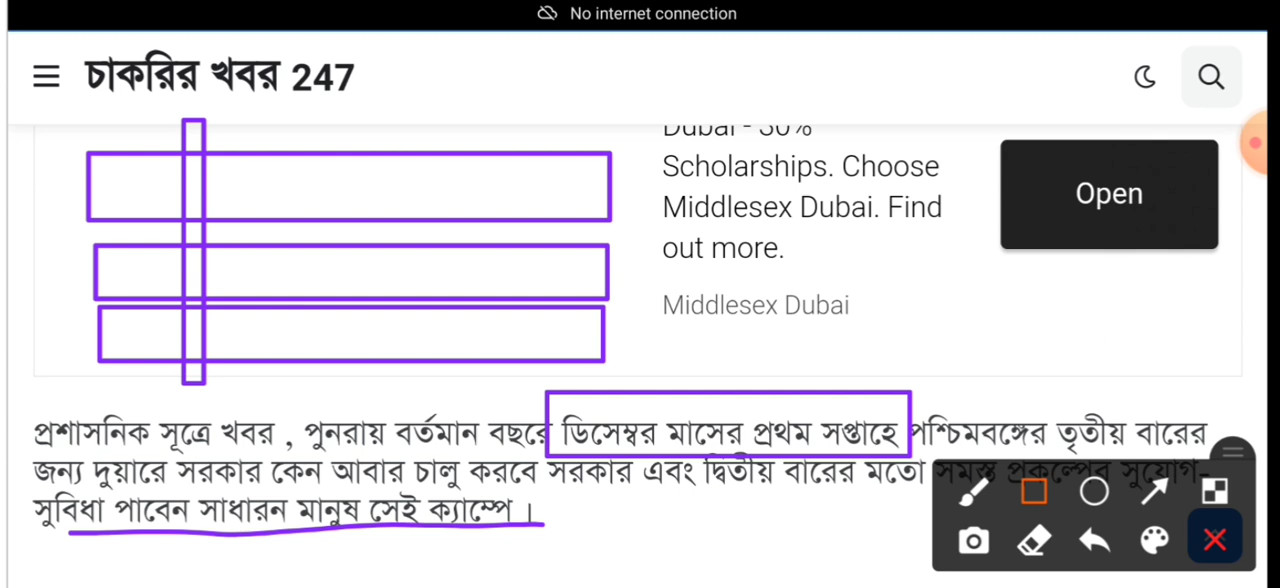 No internet connection
চাকরির খবর 247
Dubai - 30%
Scholarships. Choose
Middlesex Dubai. Find
out more.
Open
Middlesex Dubai
প্রশাসনিক সূত্রে খবর , পুনরায় বর্তমান বছরে ডিসেম্বর মাসের প্রথম সপ্তাহে পশ্চিমবঙ্গের তৃতীয় বারের
জন্য দুয়ারে সরকার কেন আবার চালু করবে সরকার এবং দ্বিতীয় বারের মতো সমস্ত প্রকল্পের সুযোগ-
সুবিধা পাবেন সাধারন মানুষ সেই ক্যাম্পে ।